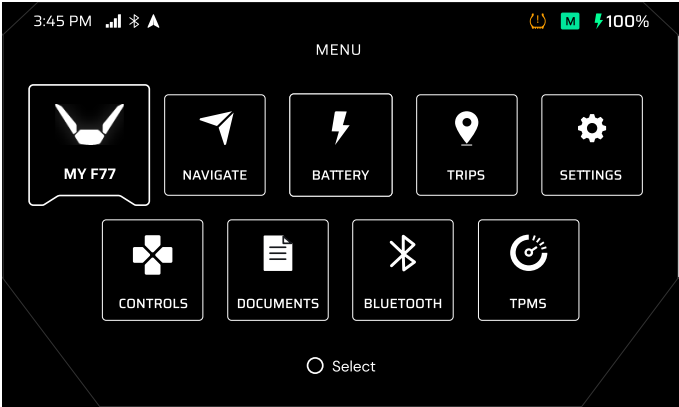 3:45 PM
M
100%
MENU
MY F77
NAVIGATE
BATTERY
TRIPS
SETTINGS
CONTROLS
DOCUMENTS
BLUETOOTH
TPMS
Select